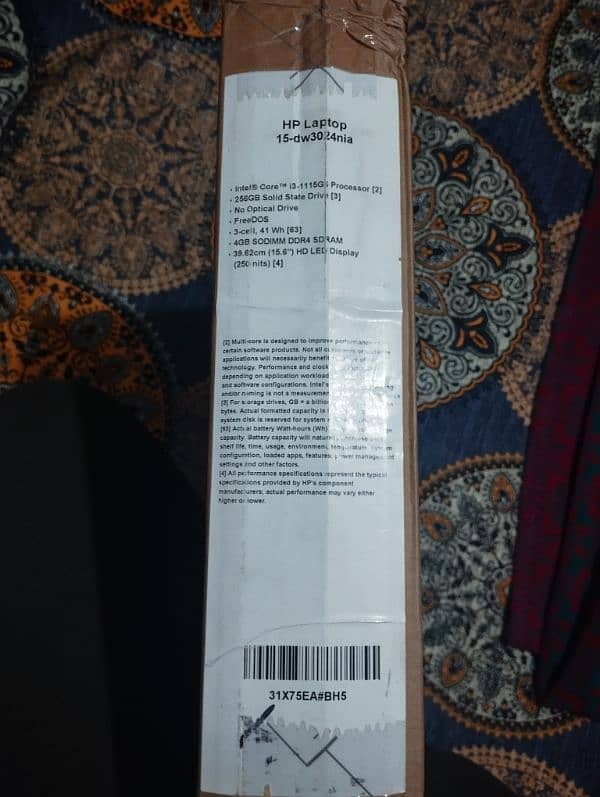 HP Laptop
15-dw3024nia
• Intel® Core™ i3-1115G Processor [2]
• 256GB Solid State Drive [3]
• No Optical Drive
• FreeDOS
• 3-cell, 41 Wh [63]
• 4GB SODIMM DDR4 SDRAM
• 39.62cm (15.6") HD LED Display
(250 nits) [4]
[2] Multi-core is designed to improve performance
certain software products. Not all
applications will necessarily benefit
technology. Performance and clock
depending on application workload
and software configurations. Intel's
and/or naming is not a measurement
[3] For storage drives, GB = a billion
bytes. Actual formatted capacity is
system disk is reserved for system
[63] Actual battery Watt-hours (Wh)
capacity. Battery capacity will
shelf life, time, usage, environment, temperature, system
configuration, loaded apps, features, power management
settings and other factors.
[4] All performance specifications represent the typical
specifications provided by HP's component
manufacturers; actual performance may vary either
higher or lower.
31X75EA#BH5